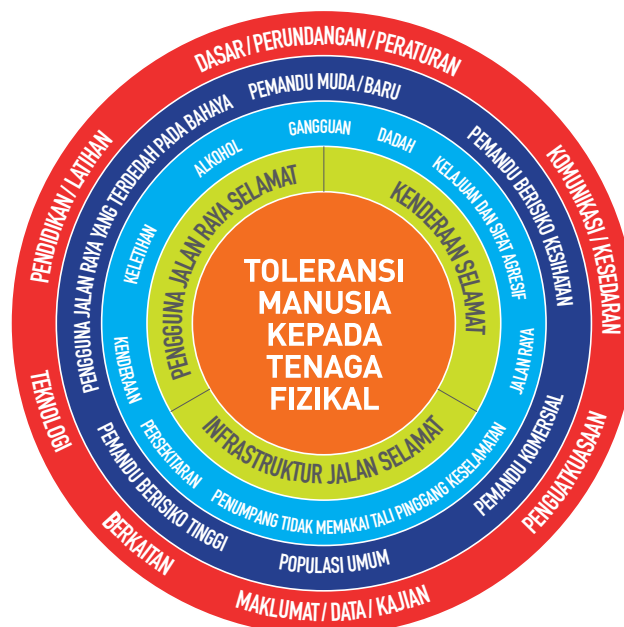 DASAR / PERUNDANGAN / PERATURAN
KOMUNIKASI / KESEDARAN
PENGUATKUASAAN
MAKLUMAT / DATA / KAJIAN
BERKAITAN
TEKNOLOGI
PENDIDIKAN / LATIHAN
PEMANDU MUDA / BARU
PEMANDU BERISIKO KESIHATAN
PEMANDU KOMERSIAL
POPULASI UMUM
PEMANDU BERISIKO TINGGI
PENGGUNA JALAN RAYA YANG TERDEDAH PADA BAHAYA
GANGGUAN
DADAH
KELAJUAN DAN SIFAT AGRESIF
JALAN RAYA
PENUMPANG TIDAK MEMAKAI TALI PINGGANG KESELAMATAN
PERSEKITARAN
KENDERAAN
KELETIHAN
ALKOHOL
PENGGUNA JALAN RAYA SELAMAT
KENDERAAN SELAMAT
INFRASTRUKTUR JALAN SELAMAT
TOLERANSI
MANUSIA
KEPADA
TENAGA
FIZIKAL